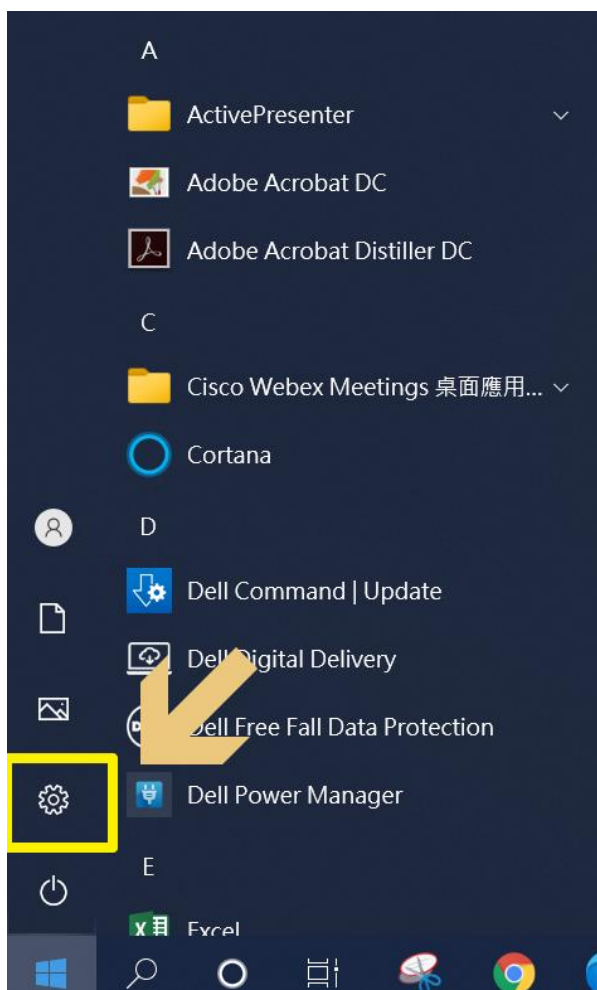 A
ActivePresenter
Adobe Acrobat DC
Adobe Acrobat Distiller DC
C
Cisco Webex Meetings 桌面應用...
Cortana
D
Dell Command | Update
Dell Digital Delivery
Dell Free Fall Data Protection
Dell Power Manager
E
Excel